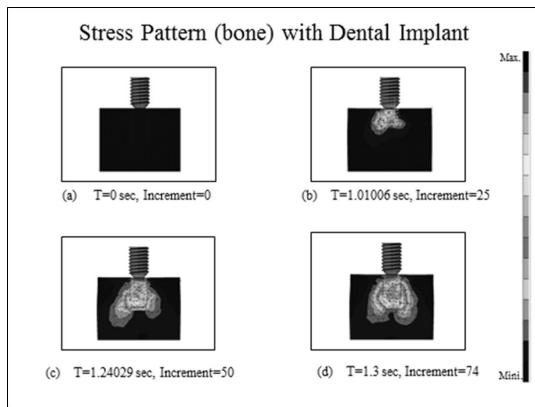 Stress Pattern (bone) with Dental Implant
Max.
(a) T=0 sec, Increment=0
(b) T=1.01006 sec, Increment=25
(c) T=1.24029 sec, Increment=50
(d) T=1.3 sec, Increment=74
Mini.